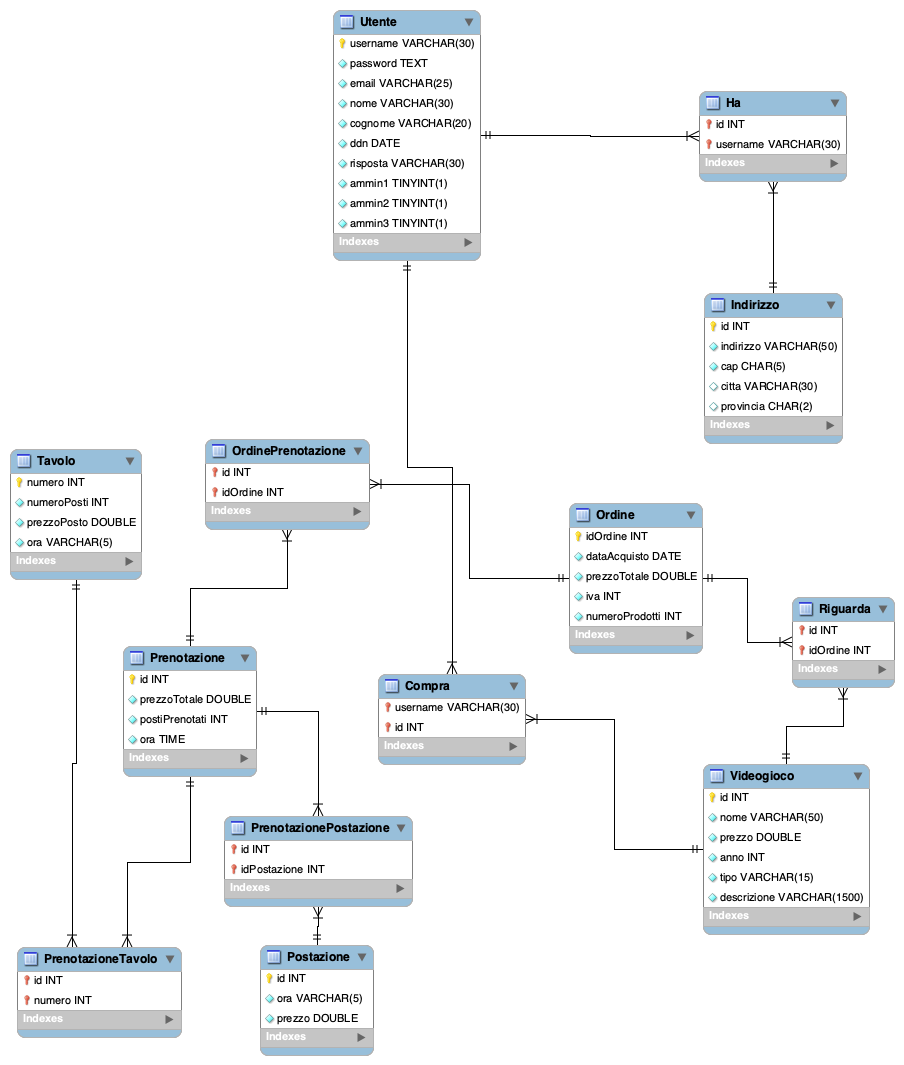 Utente
username VARCHAR(30)
password TEXT
email VARCHAR(25)
nome VARCHAR(30)
cognome VARCHAR(20)
ddn DATE
risposta VARCHAR(30)
ammin1 TINYINT(1)
ammin2 TINYINT(1)
ammin3 TINYINT(1)
Indexes
Ha
id INT
username VARCHAR(30)
Indexes
Indirizzo
id INT
indirizzo VARCHAR(50)
cap CHAR(5)
citta VARCHAR(30)
provincia CHAR(2)
Indexes
Tavolo
numero INT
numeroPosti INT
prezzoPosto DOUBLE
ora VARCHAR(5)
Indexes
OrdinePrenotazione
id INT
idOrdine INT
Indexes
Ordine
idOrdine INT
dataAcquisto DATE
prezzoTotale DOUBLE
iva INT
numeroProdotti INT
Indexes
Riguarda
id INT
idOrdine INT
Indexes
Prenotazione
id INT
prezzoTotale DOUBLE
postiPrenotati INT
ora TIME
Indexes
Compra
username VARCHAR(30)
id INT
Indexes
Videogioco
id INT
nome VARCHAR(50)
prezzo DOUBLE
anno INT
tipo VARCHAR(15)
descrizione VARCHAR(1500)
Indexes
PrenotazionePostazione
id INT
idPostazione INT
Indexes
PrenotazioneTavolo
id INT
numero INT
Indexes
Postazione
id INT
ora VARCHAR(5)
prezzo DOUBLE
Indexes